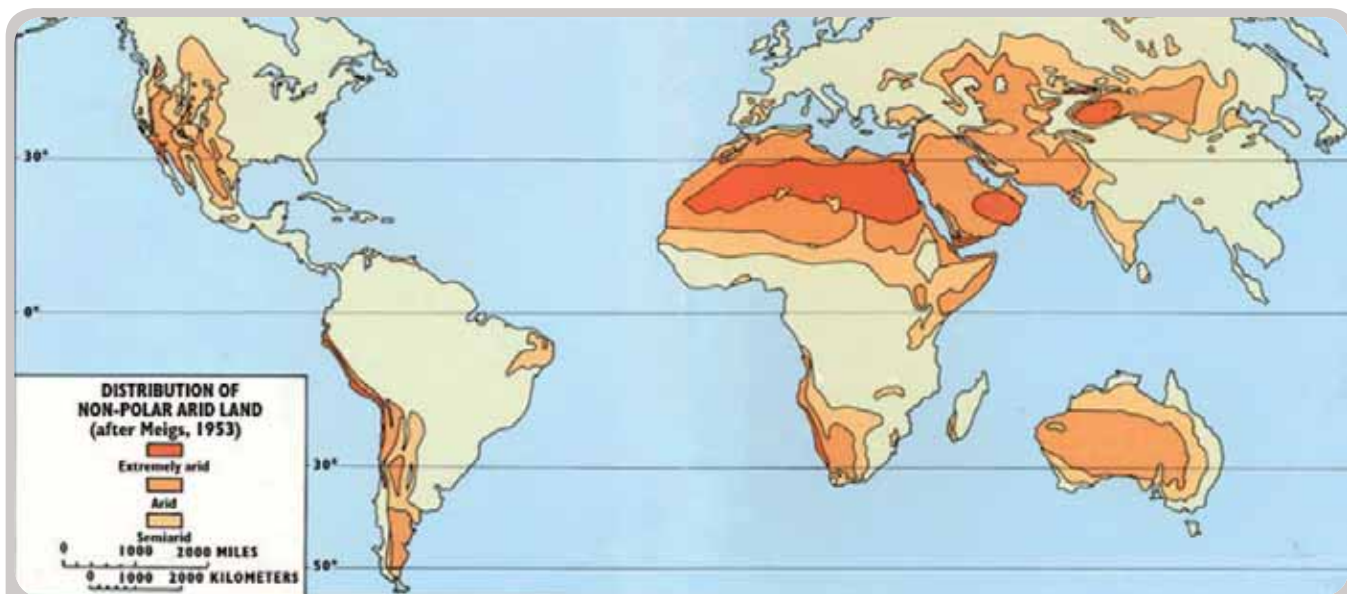 30°
0°
DISTRIBUTION OF
NON-POLAR ARID LAND
(after Meigs, 1953)
Extremely arid
Arid
Semiarid
0 1000 2000 MILES
0 1000 2000 KILOMETERS
30°
50°